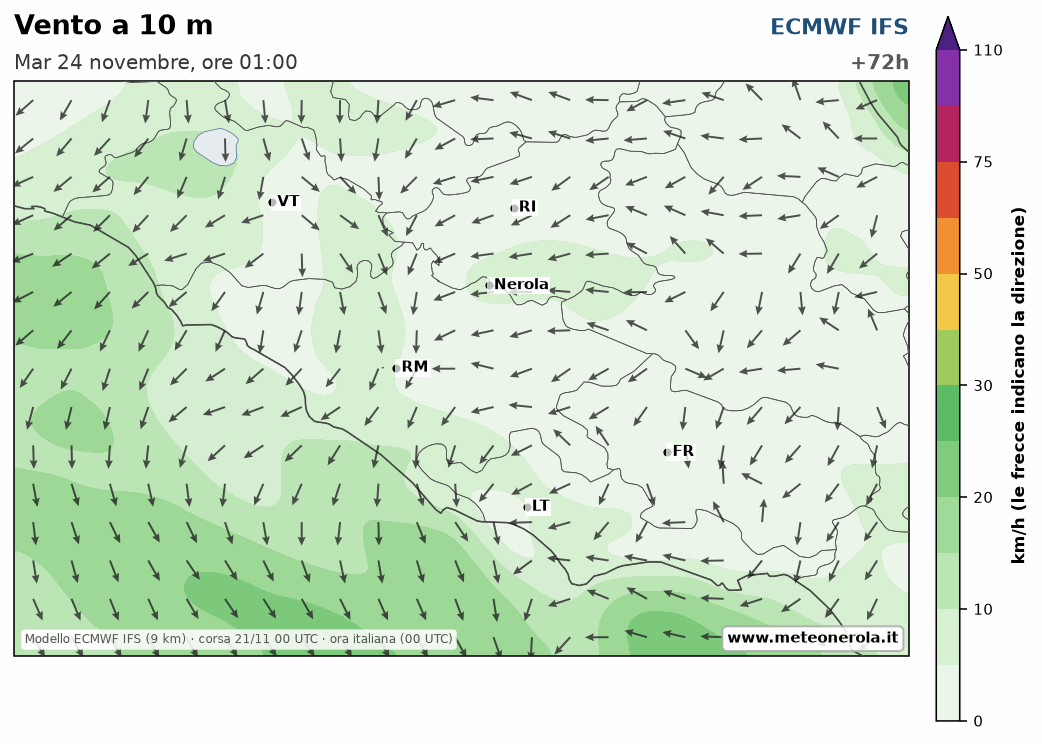 Vento a 10 m
ECMWF IFS
Mar 24 novembre, ore 01:00
+72h
110
75
50
30
20
10
0
km/h (le frecce indicano la direzione)
VT
RI
Nerola
RM
FR
LT
Modello ECMWF IFS (9 km) · corsa 21/11 00 UTC · ora italiana (00 UTC)
www.meteonerola.it